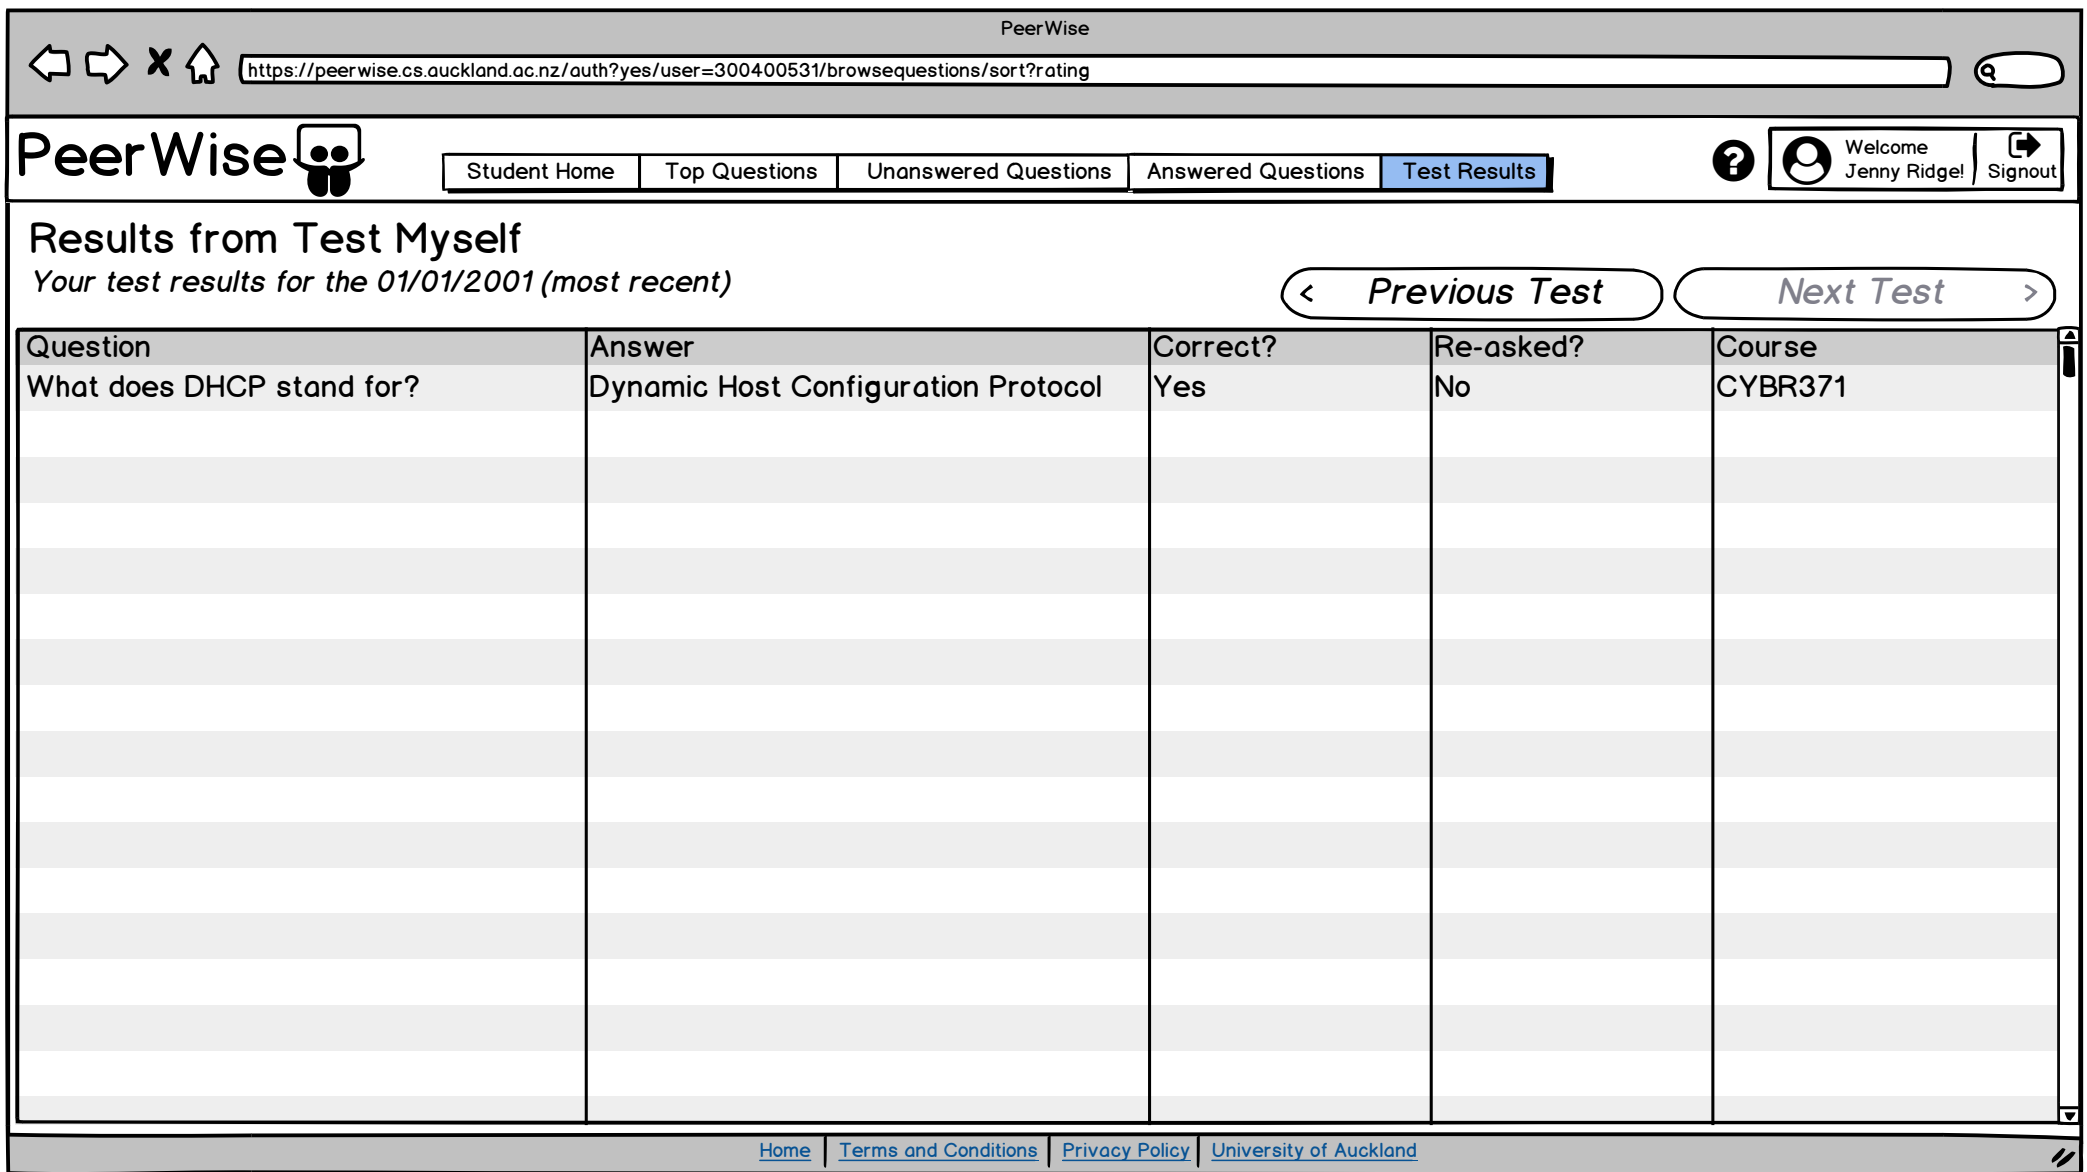 PeerWise
https://peerwise.cs.auckland.ac.nz/auth?yes/user=300400531/browsequestions/sort?rating
PeerWise
Student Home Top Questions Unanswered Questions Answered Questions Test Results
? Welcome
Jenny Ridge! Signout
Results from Test Myself
Your test results for the 01/01/2001 (most recent)
< Previous Test Next Test >
Question Answer Correct? Re-asked? Course
What does DHCP stand for? Dynamic Host Configuration Protocol Yes No CYBR371
Home Terms and Conditions Privacy Policy University of Auckland